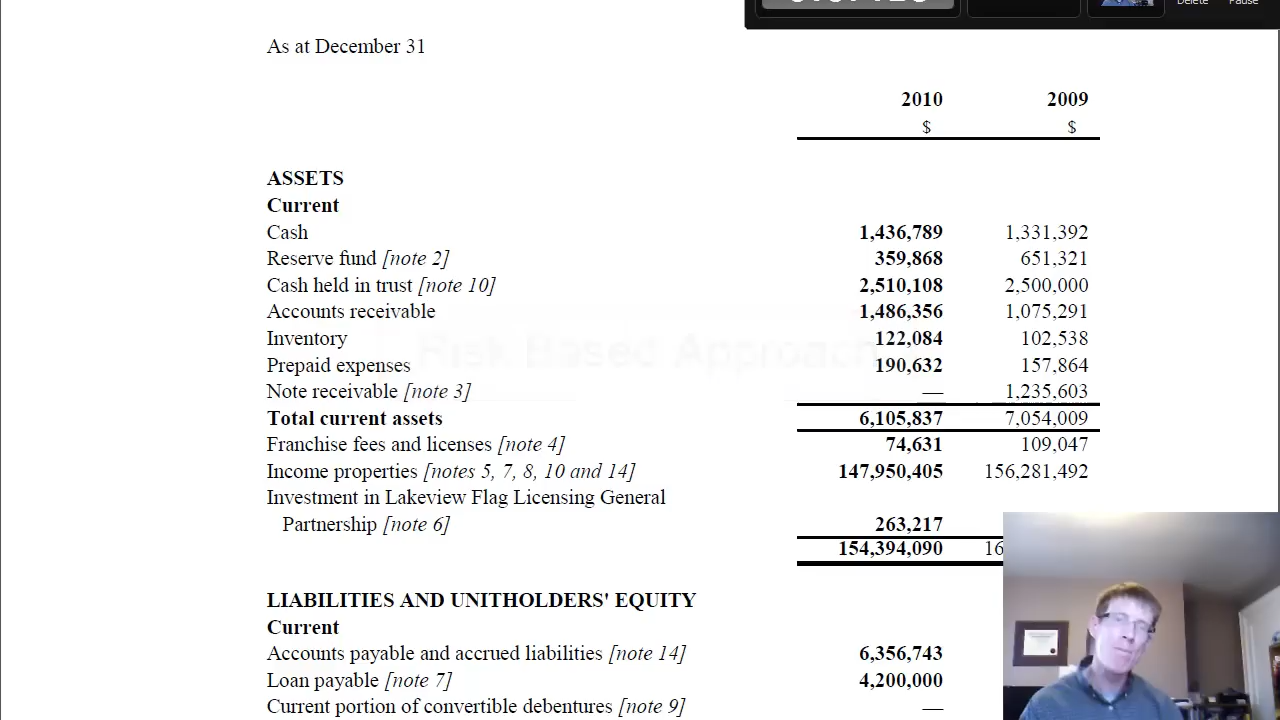 Delete Pause
As at December 31
2010 2009
$ $
ASSETS
Current
Cash 1,436,789 1,331,392
Reserve fund [note 2] 359,868 651,321
Cash held in trust [note 10] 2,510,108 2,500,000
Accounts receivable 1,486,356 1,075,291
Risk Based Approach
Inventory 122,084 102,538
Prepaid expenses 190,632 157,864
Note receivable [note 3] — 1,235,603
Total current assets 6,105,837 7,054,009
Franchise fees and licenses [note 4] 74,631 109,047
Income properties [notes 5, 7, 8, 10 and 14] 147,950,405 156,281,492
Investment in Lakeview Flag Licensing General
Partnership [note 6] 263,217
154,394,090 16
LIABILITIES AND UNITHOLDERS' EQUITY
Current
Accounts payable and accrued liabilities [note 14] 6,356,743
Loan payable [note 7] 4,200,000
Current portion of convertible debentures [note 9] —